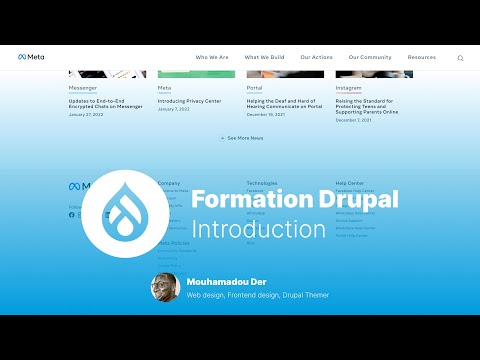 Meta
Who We Are
What We Build
Our Actions
Our Community
Resources
Messenger
Updates to End-to-End
Encrypted Chats on Messenger
January 27, 2022
Meta
Introducing Privacy Center
January 7, 2022
Portal
Helping the Deaf and Hard of
Hearing Communicate on Portal
December 16, 2021
Instagram
Raising the Standard for
Protecting Teens and
Supporting Parents Online
December 7, 2021
+ See More News
Company
Technologies
Help Center
Formation Drupal
Introduction
Meta Policies
Mouhamadou Der
Web design, Frontend design, Drupal Themer